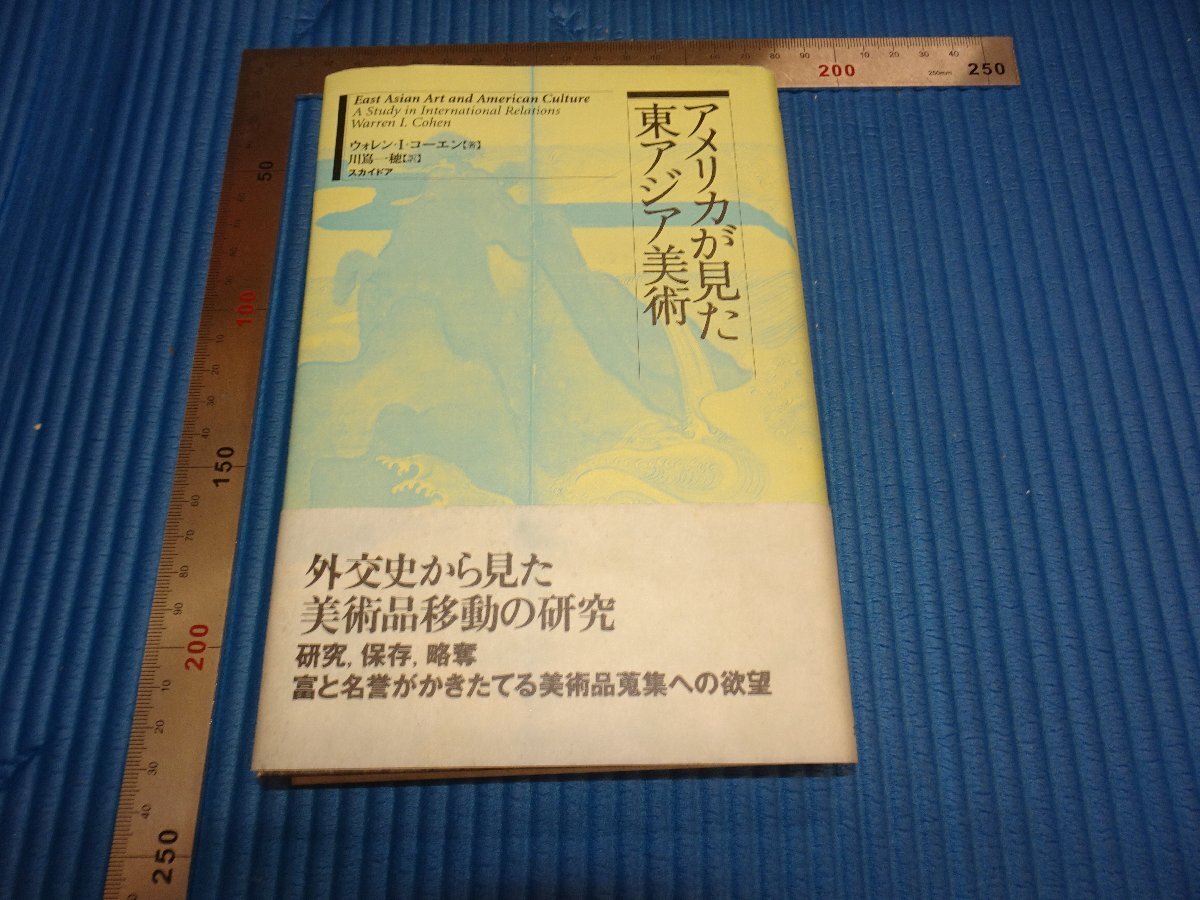 East Asian Art and American Culture
A Study in International Relations
Warren I. Cohen
ウォレン・I・コーエン[著]
川嶌一穂[訳]
スカイドア
アメリカが見た
東アジア美術
外交史から見た
美術品移動の研究
研究, 保存, 略奪
富と名誉がかきたてる美術品蒐集への欲望
200
250mm
250
50
100
150
200
250